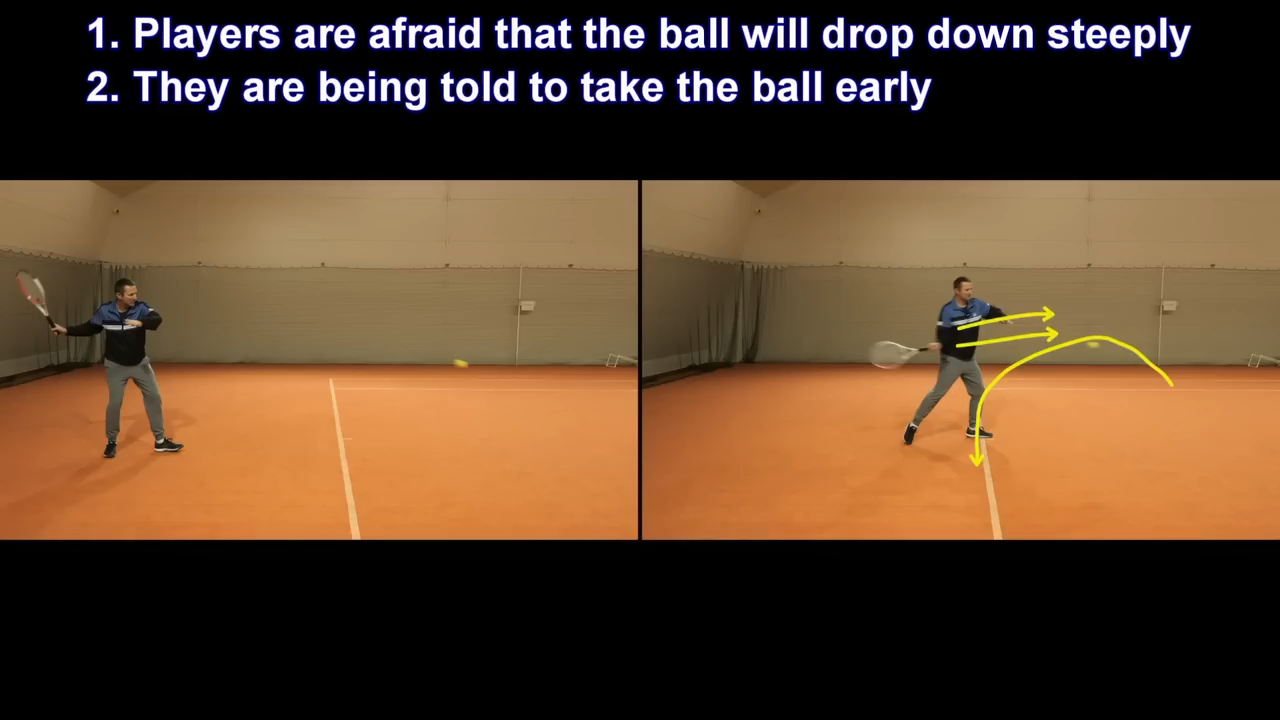 1. Players are afraid that the ball will drop down steeply
2. They are being told to take the ball early